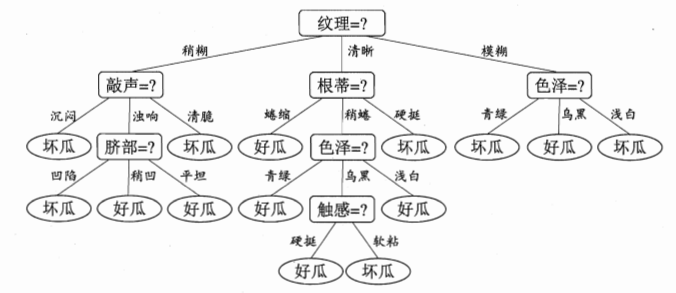 纹理=?
稍糊 清晰 模糊
敲声=? 根蒂=? 色泽=?
沉闷 浊响 清脆 蜷缩 稍蜷 硬挺 青绿 乌黑 浅白
坏瓜 脐部=? 坏瓜 好瓜 色泽=? 坏瓜 坏瓜 好瓜 坏瓜
凹陷 稍凹 平坦 青绿 乌黑 浅白
坏瓜 好瓜 好瓜 好瓜 触感=? 好瓜
硬挺 软粘
好瓜 坏瓜